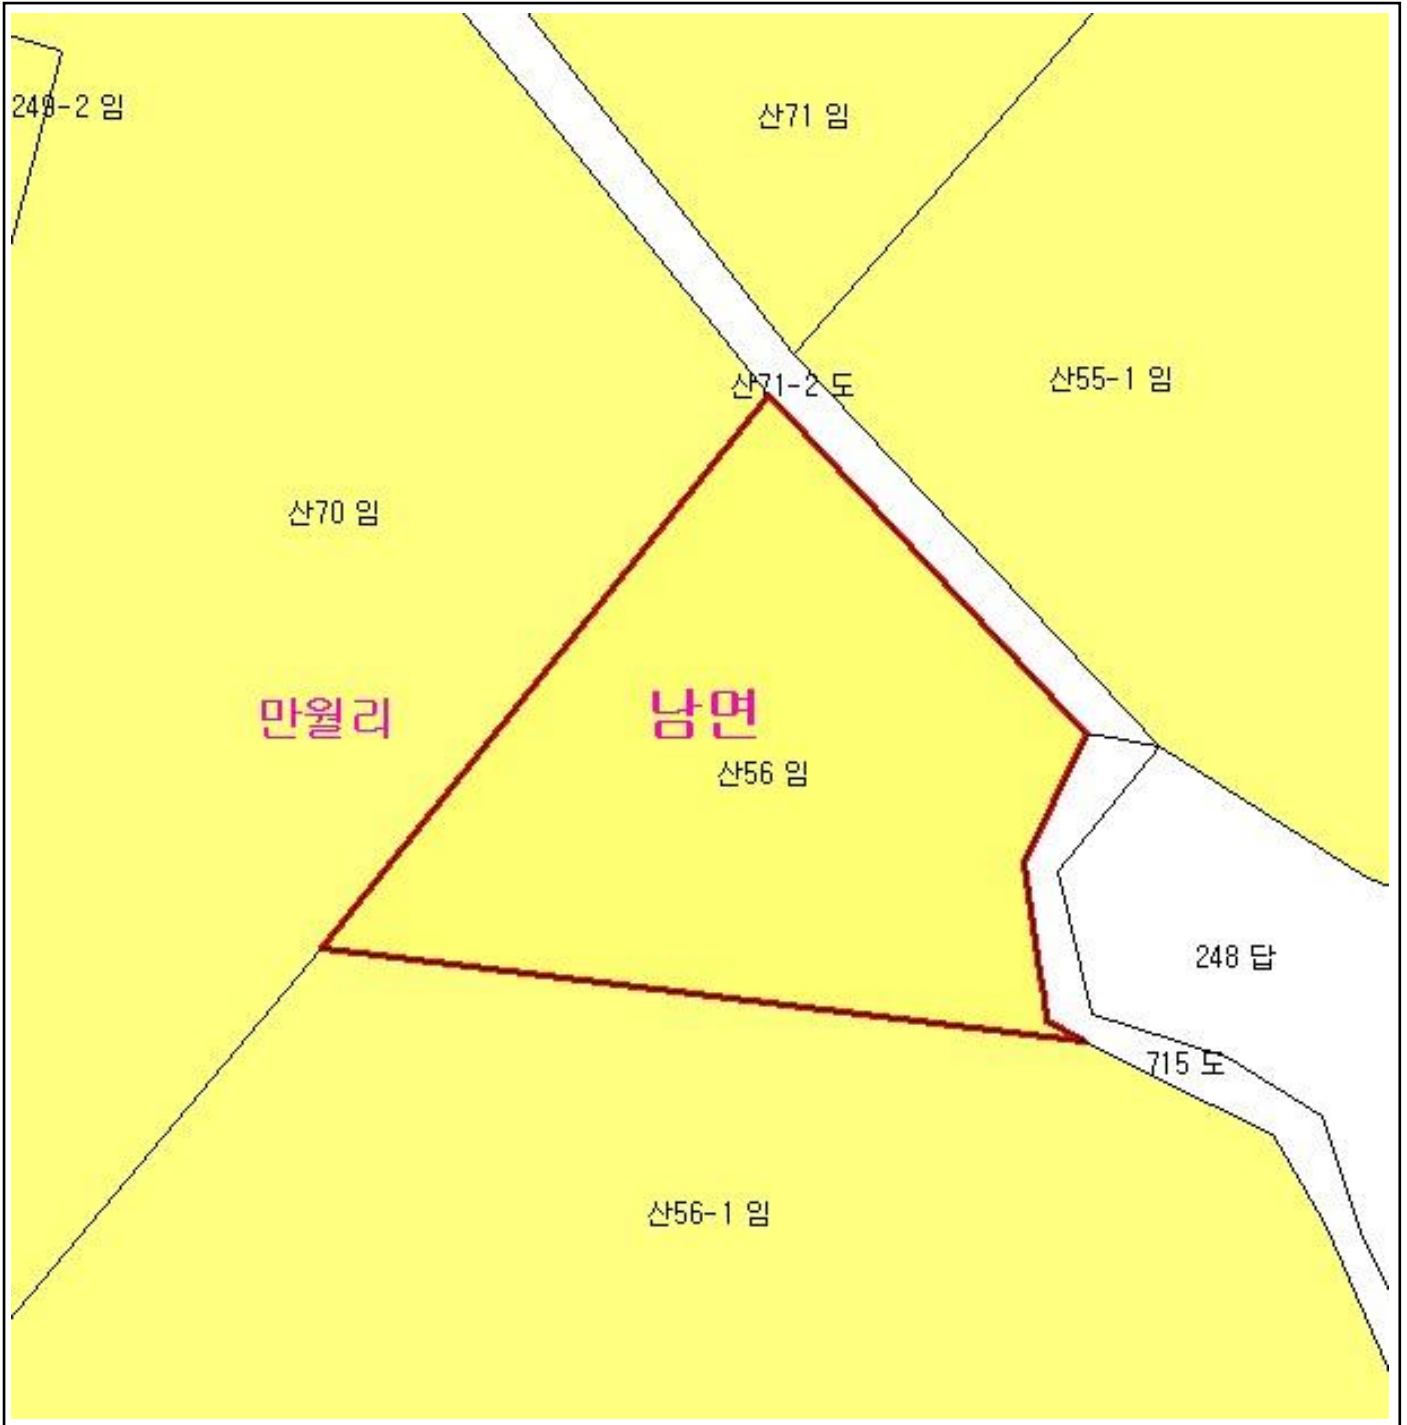 249-2 임
산71 임
산71-2 도
산55-1 임
산70 임
만월리
남면
산56 임
248 답
715 도
산56-1 임